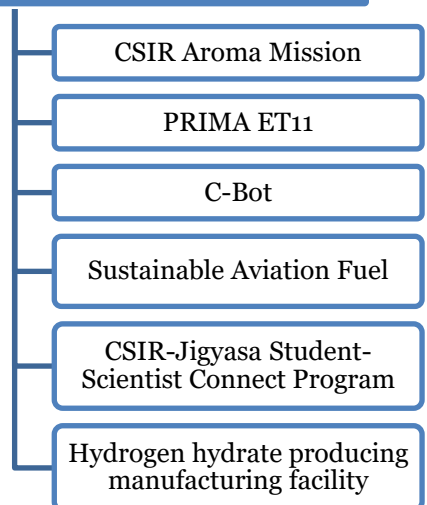 CSIR Aroma Mission
PRIMA ET11
C-Bot
Sustainable Aviation Fuel
CSIR-Jigyasa Student-
Scientist Connect Program
Hydrogen hydrate producing
manufacturing facility